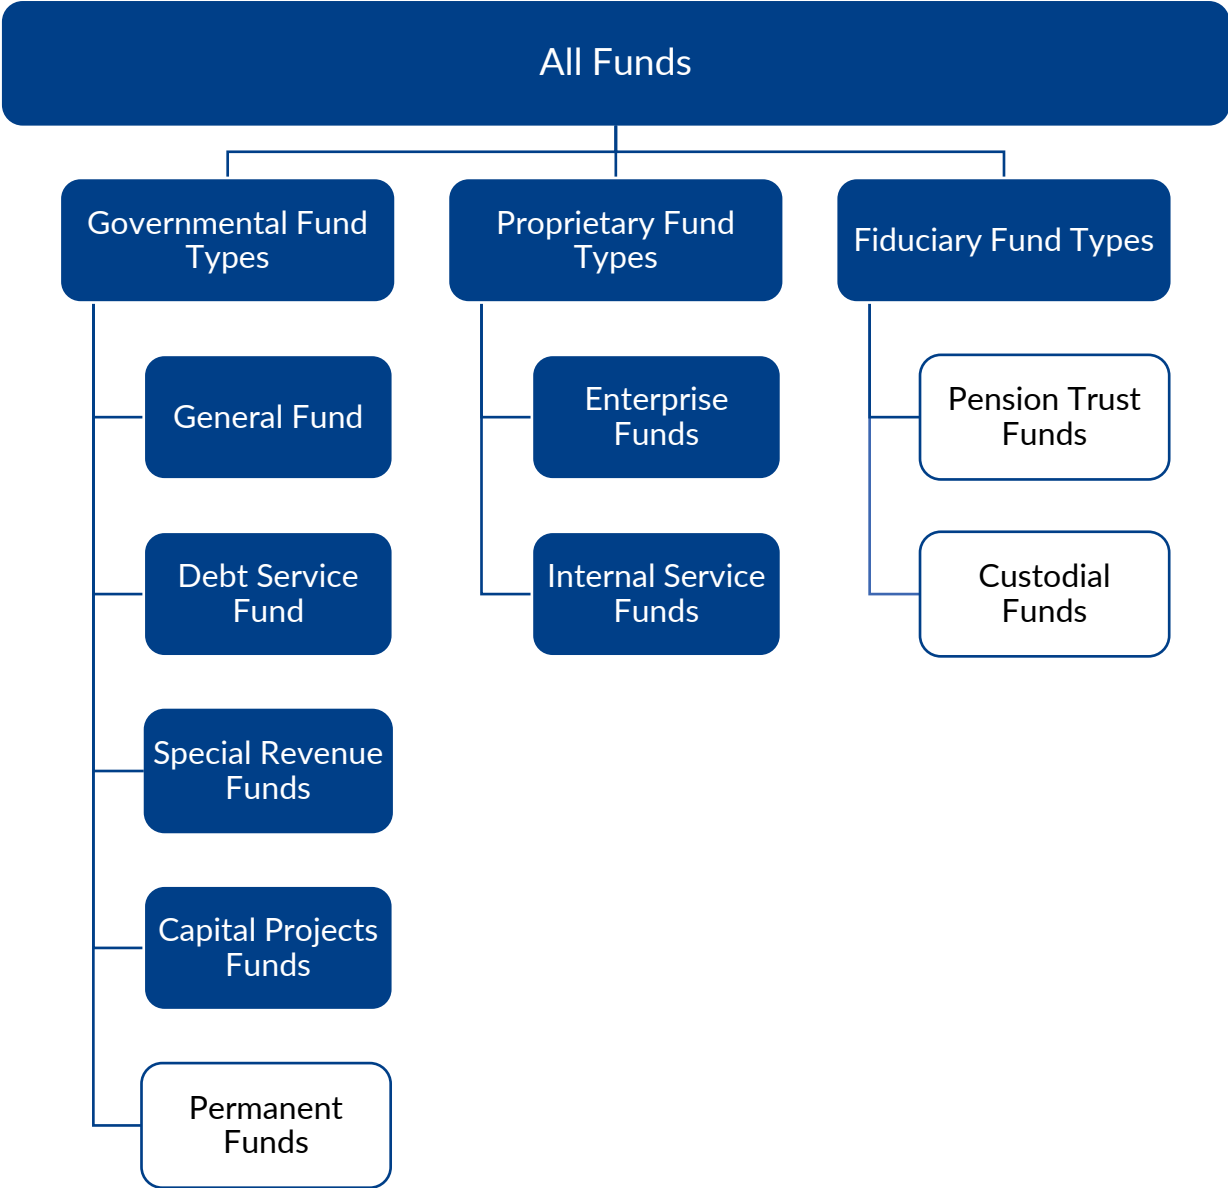 All Funds
Governmental Fund
Types
Proprietary Fund
Types
Fiduciary Fund Types
General Fund
Debt Service
Fund
Special Revenue
Funds
Capital Projects
Funds
Permanent
Funds
Enterprise
Funds
Internal Service
Funds
Pension Trust
Funds
Custodial
Funds